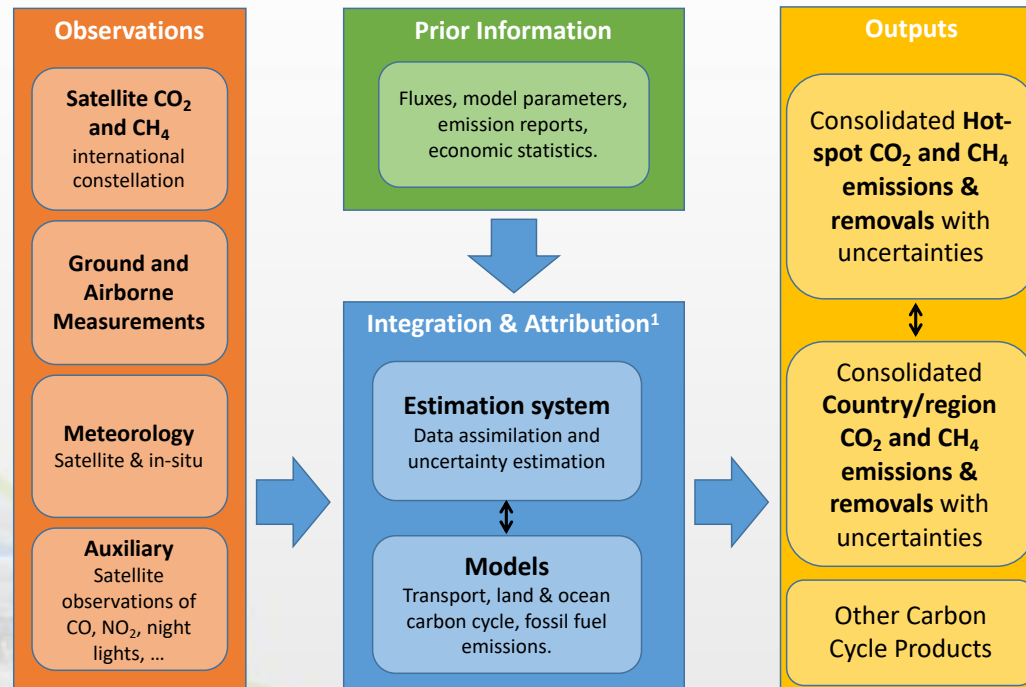 Observations
Satellite CO₂
and CH₄
international
constellation
Ground and
Airborne
Measurements
Meteorology
Satellite & in-situ
Auxiliary
Satellite
observations of
CO, NO₂, night
lights, ...
Prior Information
Fluxes, model parameters,
emission reports,
economic statistics.
Integration & Attribution¹
Estimation system
Data assimilation and
uncertainty estimation
Models
Transport, land & ocean
carbon cycle, fossil fuel
emissions.
Outputs
Consolidated Hot-
spot CO₂ and CH₄
emissions &
removals with
uncertainties
Consolidated
Country/region
CO₂ and CH₄
emissions &
removals with
uncertainties
Other Carbon
Cycle Products